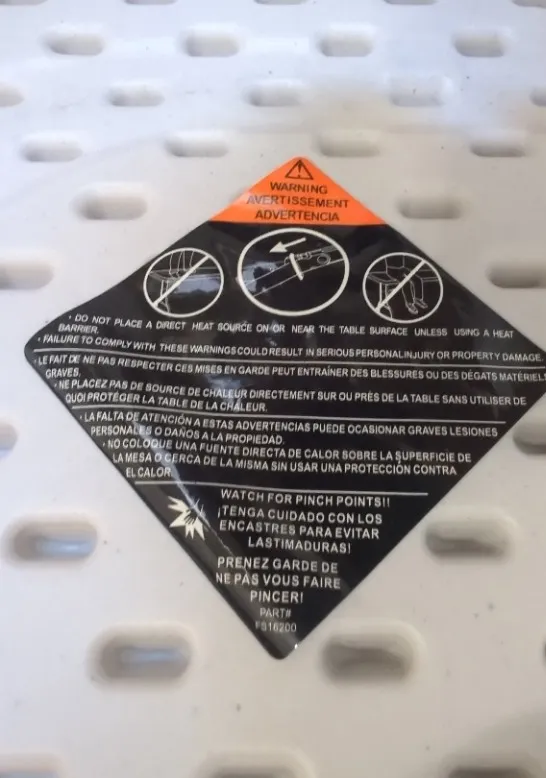 WARNING
AVERTISSEMENT
ADVERTENCIA
· DO NOT PLACE A DIRECT HEAT SOURCE ON OR NEAR THE TABLE SURFACE UNLESS USING A HEAT
BARRIER.
· FAILURE TO COMPLY WITH THESE WARNINGS COULD RESULT IN SERIOUS PERSONAL INJURY OR PROPERTY DAMAGE.
· LE FAIT DE NE PAS RESPECTER CES MISES EN GARDE PEUT ENTRAÎNER DES BLESSURES OU DES DÉGATS MATÉRIELS
GRAVES.
· NE PLACEZ PAS DE SOURCE DE CHALEUR DIRECTEMENT SUR OU PRÈS DE LA TABLE SANS UTILISER DE
QUOI PROTÉGER LA TABLE DE LA CHALEUR.
· LA FALTA DE ATENCIÓN A ESTAS ADVERTENCIAS PUEDE OCASIONAR GRAVES LESIONES
PERSONALES O DAÑOS A LA PROPIEDAD.
· NO COLOQUE UNA FUENTE DIRECTA DE CALOR SOBRE LA SUPERFICIE DE
LA MESA O CERCA DE LA MISMA SIN USAR UNA PROTECCIÓN CONTRA
EL CALOR.
WATCH FOR PINCH POINTS!!
¡TENGA CUIDADO CON LOS
ENCASTRES PARA EVITAR
LASTIMADURAS!
PRENEZ GARDE DE
NE PAS VOUS FAIRE
PINCER!
PART#
FS16200